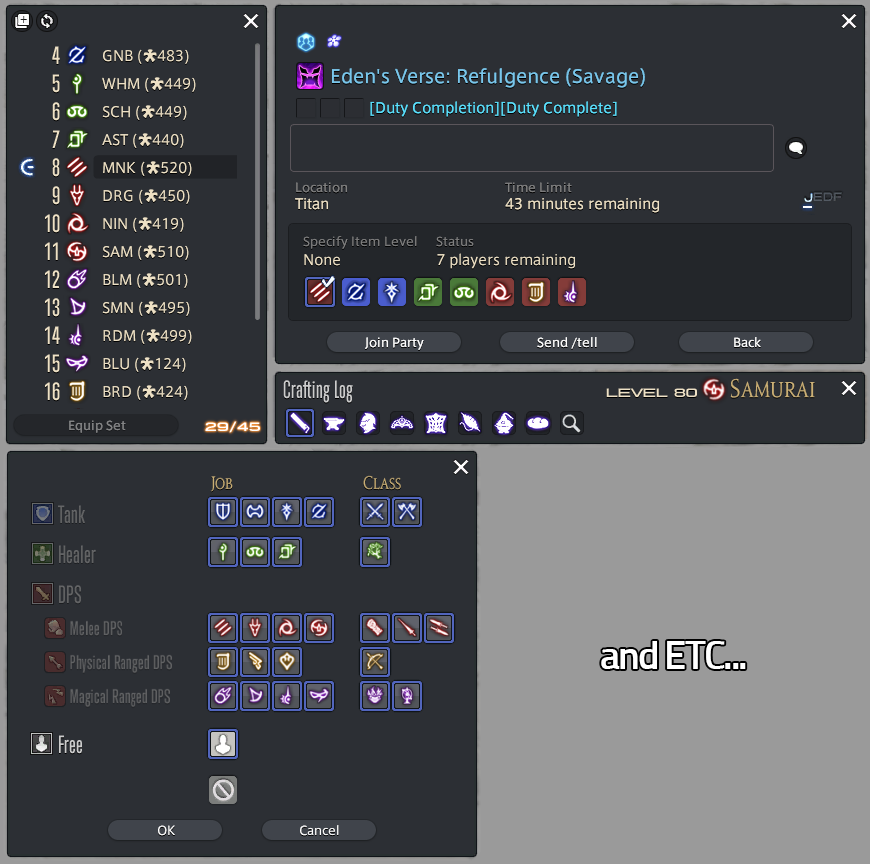 4 GNB (483)
5 WHM (449)
6 SCH (449)
7 AST (440)
8 MNK (520)
9 DRG (450)
10 NIN (419)
11 SAM (510)
12 BLM (501)
13 SMN (495)
14 RDM (499)
15 BLU (124)
16 BRD (424)
Equip Set 29/45
Eden's Verse: Refulgence (Savage)
[Duty Completion][Duty Complete]
Location Time Limit
Titan 43 minutes remaining
JEDF
Specify Item Level Status
None 7 players remaining
Join Party Send /tell Back
Crafting Log LEVEL 80 SAMURAI
JOB CLASS
Tank
Healer
DPS
Melee DPS
Physical Ranged DPS
Magical Ranged DPS
Free
OK Cancel
and ETC...